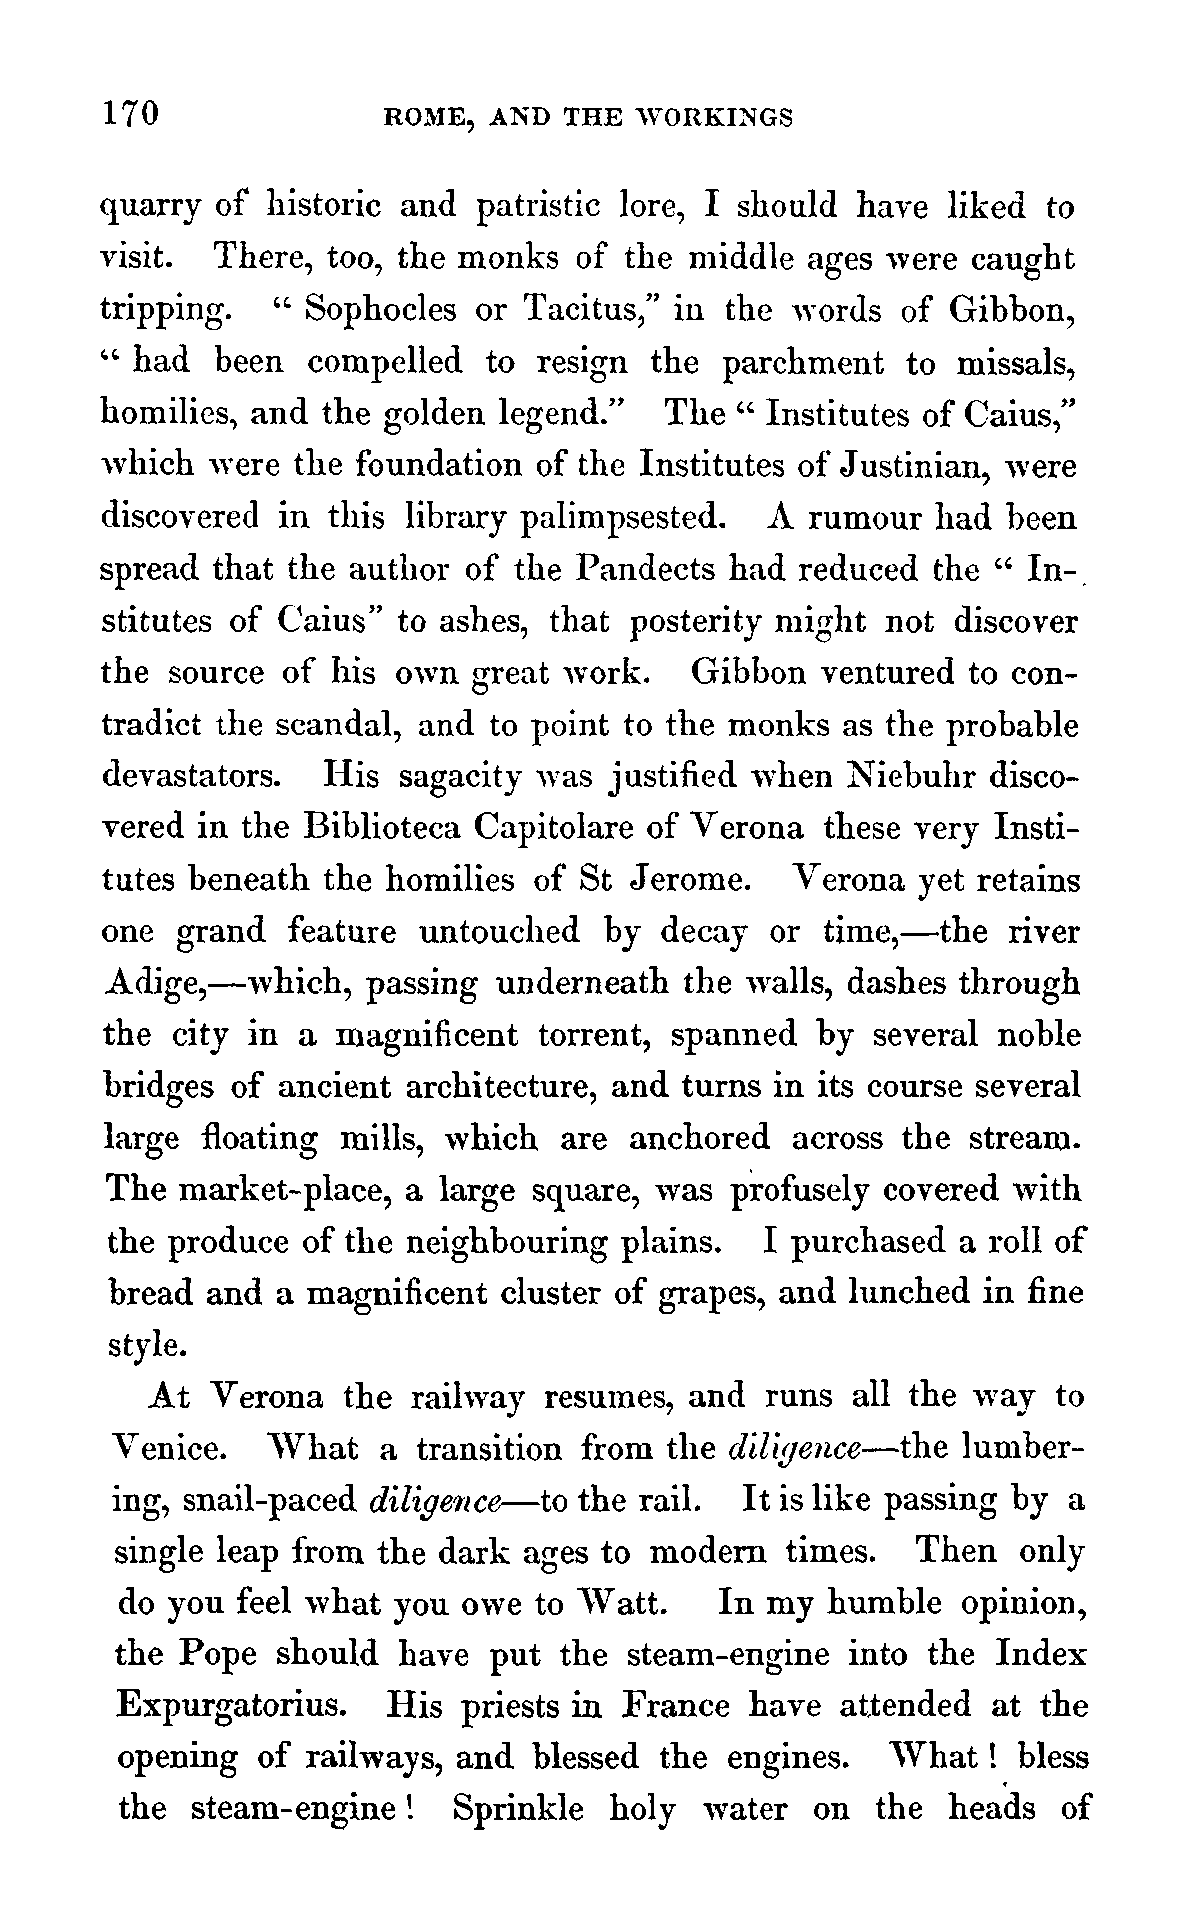 170 ROME, AND THE WORKINGS
quarry of historic and patristic lore, I should have liked to
visit. There, too, the monks of the middle ages were caught
tripping. “ Sophocles or Tacitus,” in the words of Gibbon,
“ had been compelled to resign the parchment to missals,
homilies, and the golden legend.” The “ Institutes of Caius,”
which were the foundation of the Institutes of Justinian, were
discovered in this library palimpsested. A rumour had been
spread that the author of the Pandects had reduced the “ In-
stitutes of Caius” to ashes, that posterity might not discover
the source of his own great work. Gibbon ventured to con-
tradict the scandal, and to point to the monks as the probable
devastators. His sagacity was justified when Niebuhr disco-
vered in the Biblioteca Capitolare of Verona these very Insti-
tutes beneath the homilies of St Jerome. Verona yet retains
one grand feature untouched by decay or time,—the river
Adige,—which, passing underneath the walls, dashes through
the city in a magnificent torrent, spanned by several noble
bridges of ancient architecture, and turns in its course several
large floating mills, which are anchored across the stream.
The market-place, a large square, was profusely covered with
the produce of the neighbouring plains. I purchased a roll of
bread and a magnificent cluster of grapes, and lunched in fine
style.
At Verona the railway resumes, and runs all the way to
Venice. What a transition from the diligence—the lumber-
ing, snail-paced diligence—to the rail. It is like passing by a
single leap from the dark ages to modern times. Then only
do you feel what you owe to Watt. In my humble opinion,
the Pope should have put the steam-engine into the Index
Expurgatorius. His priests in France have attended at the
opening of railways, and blessed the engines. What ! bless
the steam-engine ! Sprinkle holy water on the heads of